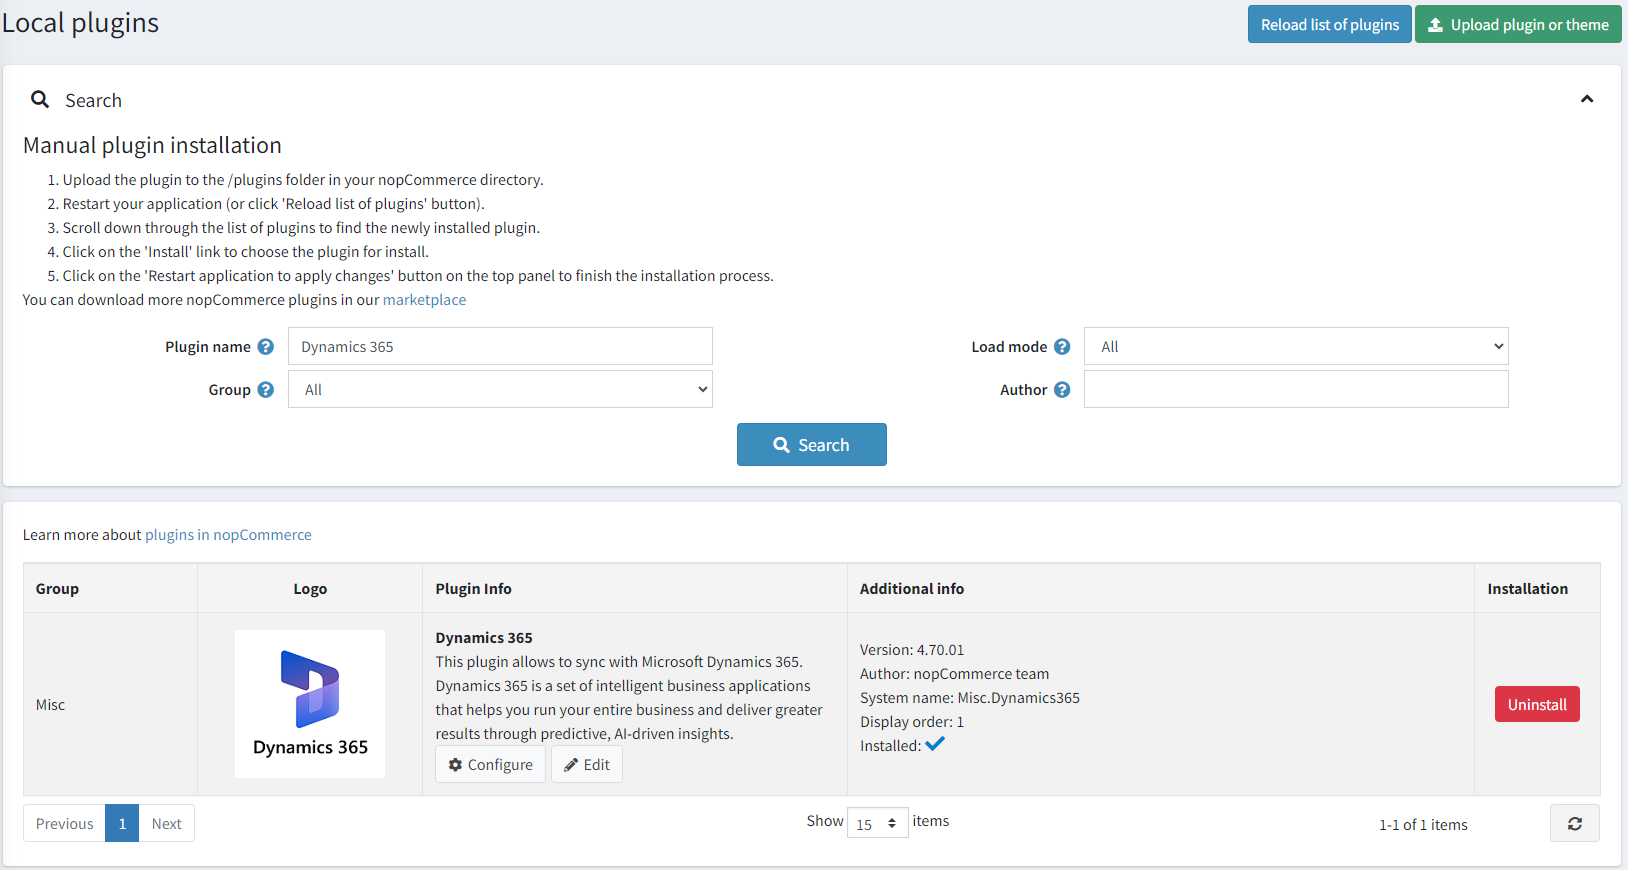 Local plugins
Reload list of plugins
Upload plugin or theme
Search
Manual plugin installation
1. Upload the plugin to the /plugins folder in your nopCommerce directory.
2. Restart your application (or click 'Reload list of plugins' button).
3. Scroll down through the list of plugins to find the newly installed plugin.
4. Click on the 'Install' link to choose the plugin for install.
5. Click on the 'Restart application to apply changes' button on the top panel to finish the installation process.
You can download more nopCommerce plugins in our marketplace
Plugin name ? Dynamics 365
Load mode ? All
Group ? All
Author ?
Search
Learn more about plugins in nopCommerce
Group Logo Plugin Info Additional info Installation
Misc
Dynamics 365
Dynamics 365
This plugin allows to sync with Microsoft Dynamics 365.
Dynamics 365 is a set of intelligent business applications
that helps you run your entire business and deliver greater
results through predictive, AI-driven insights.
Configure Edit
Version: 4.70.01
Author: nopCommerce team
System name: Misc.Dynamics365
Display order: 1
Installed:
Uninstall
Previous 1 Next
Show 15 items
1-1 of 1 items